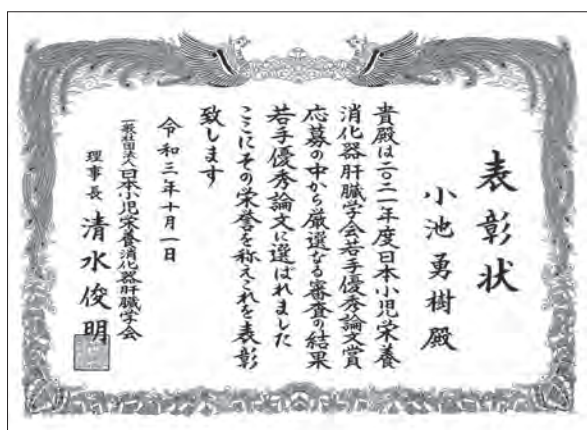 表彰状
小池勇樹殿
貴殿は二〇二一年度日本小児栄養
消化器肝臓学会若手優秀論文賞
応募の中から厳選なる審査の結果
若手優秀論文に選ばれました
ここにその栄誉を称えこれを表彰
致します
令和三年十月一日
一般社団法人日本小児栄養消化器肝臓学会
理事長 清水俊明